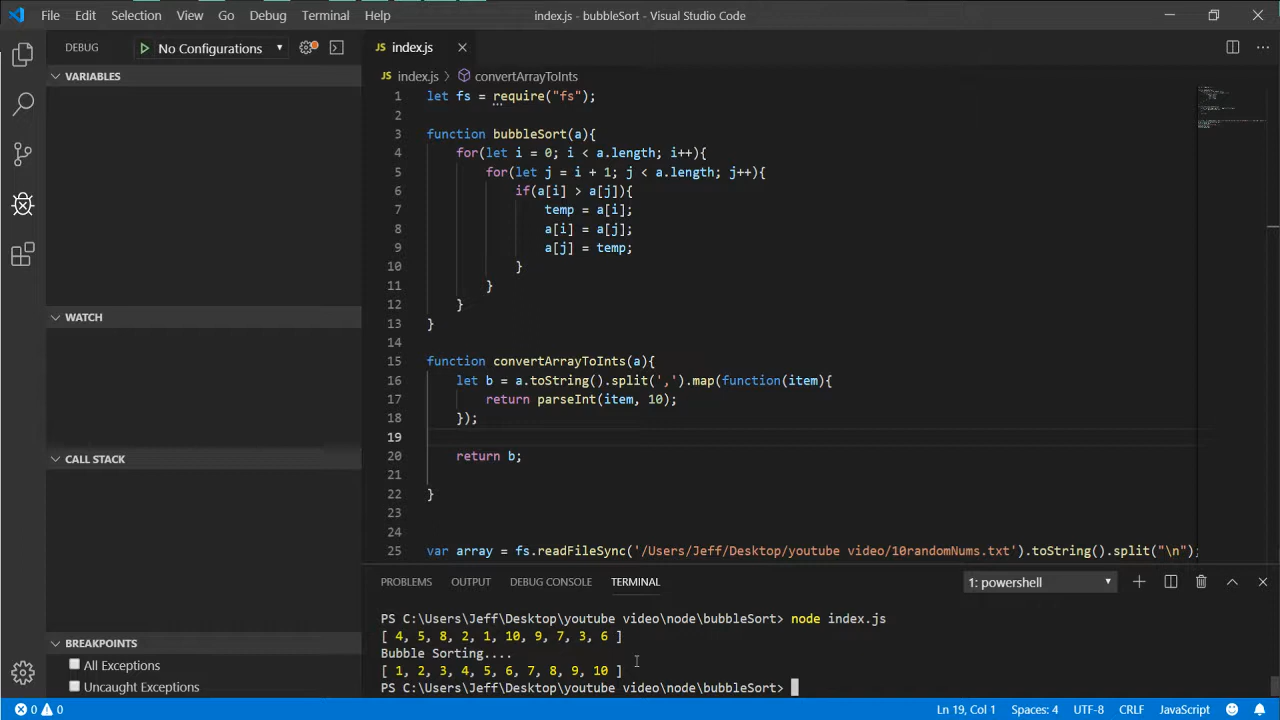 File Edit Selection View Go Debug Terminal Help index.js - bubbleSort - Visual Studio Code
DEBUG No Configurations
JS index.js
VARIABLES
JS index.js > convertArrayToInts
1 let fs = require("fs");
2
3 function bubbleSort(a){
4 for(let i = 0; i < a.length; i++){
5 for(let j = i + 1; j < a.length; j++){
6 if(a[i] > a[j]){
7 temp = a[i];
8 a[i] = a[j];
9 a[j] = temp;
10 }
11 }
12 }
13 }
14
15 function convertArrayToInts(a){
16 let b = a.toString().split(',').map(function(item){
17 return parseInt(item, 10);
18 });
19
20 return b;
21
22 }
23
24
25 var array = fs.readFileSync('/Users/Jeff/Desktop/youtube video/10randomNums.txt').toString().split("\n");
WATCH
CALL STACK
BREAKPOINTS
All Exceptions
Uncaught Exceptions
PROBLEMS OUTPUT DEBUG CONSOLE TERMINAL 1: powershell
PS C:\Users\Jeff\Desktop\youtube video\node\bubbleSort> node index.js
[ 4, 5, 8, 2, 1, 10, 9, 7, 3, 6 ]
Bubble Sorting....
[ 1, 2, 3, 4, 5, 6, 7, 8, 9, 10 ]
PS C:\Users\Jeff\Desktop\youtube video\node\bubbleSort>
0 0 Ln 19, Col 1 Spaces: 4 UTF-8 CRLF JavaScript